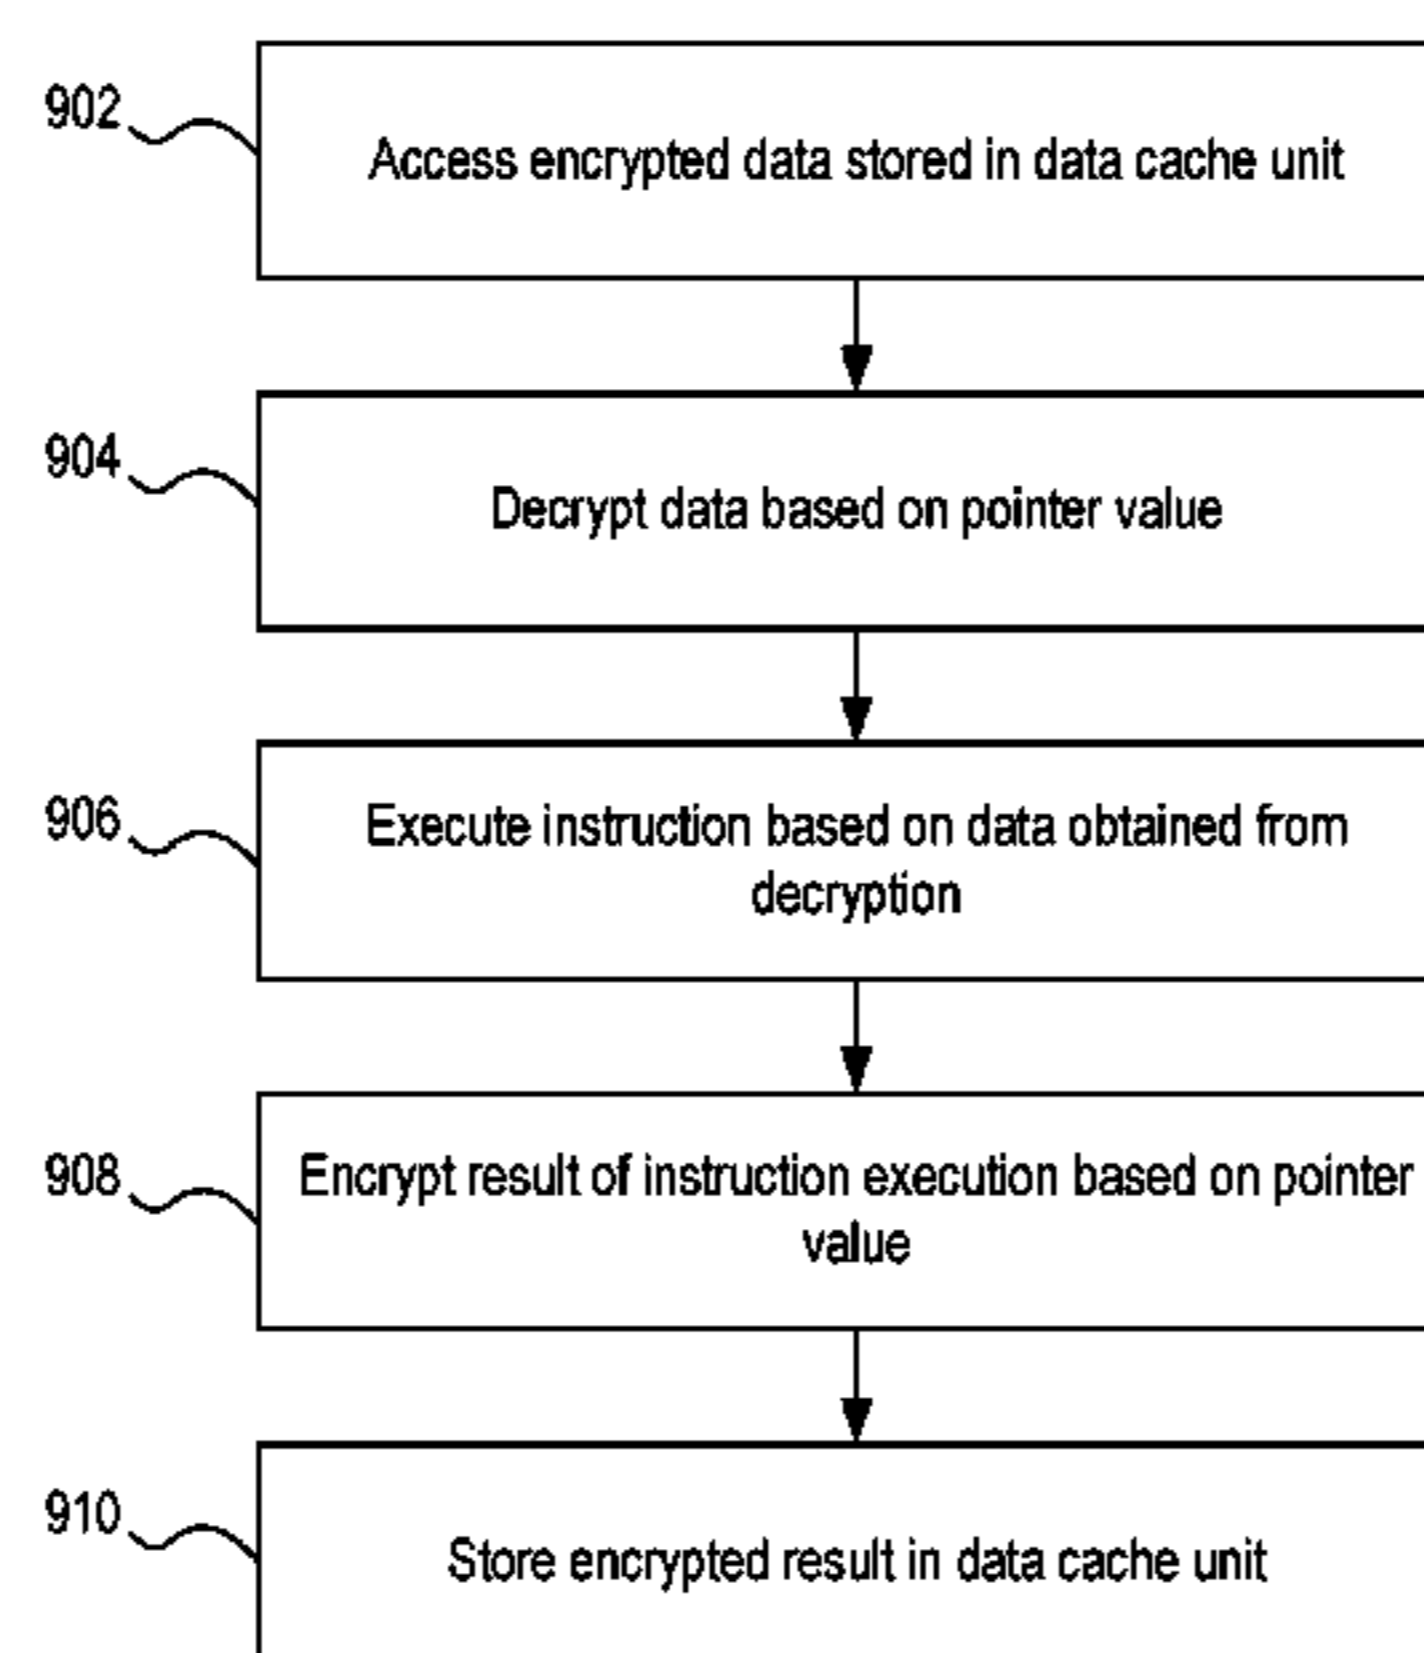 902
Access encrypted data stored in data cache unit
904
Decrypt data based on pointer value
906
Execute instruction based on data obtained from
decryption
908
Encrypt result of instruction execution based on pointer
value
910
Store encrypted result in data cache unit